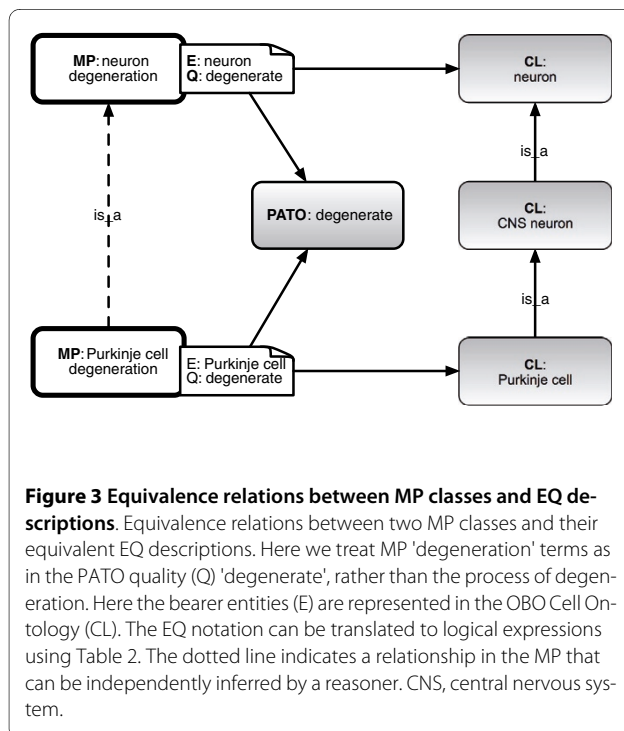 MP: neuron
degeneration
E: neuron
Q: degenerate
CL:
neuron
is_a
PATO: degenerate
is_a
CL:
CNS neuron
is_a
MP: Purkinje cell
degeneration
E: Purkinje cell
Q: degenerate
CL:
Purkinje cell
Figure 3 Equivalence relations between MP classes and EQ de-
scriptions. Equivalence relations between two MP classes and their
equivalent EQ descriptions. Here we treat MP 'degeneration' terms as
in the PATO quality (Q) 'degenerate', rather than the process of degen-
eration. Here the bearer entities (E) are represented in the OBO Cell On-
tology (CL). The EQ notation can be translated to logical expressions
using Table 2. The dotted line indicates a relationship in the MP that
can be independently inferred by a reasoner. CNS, central nervous sys-
tem.